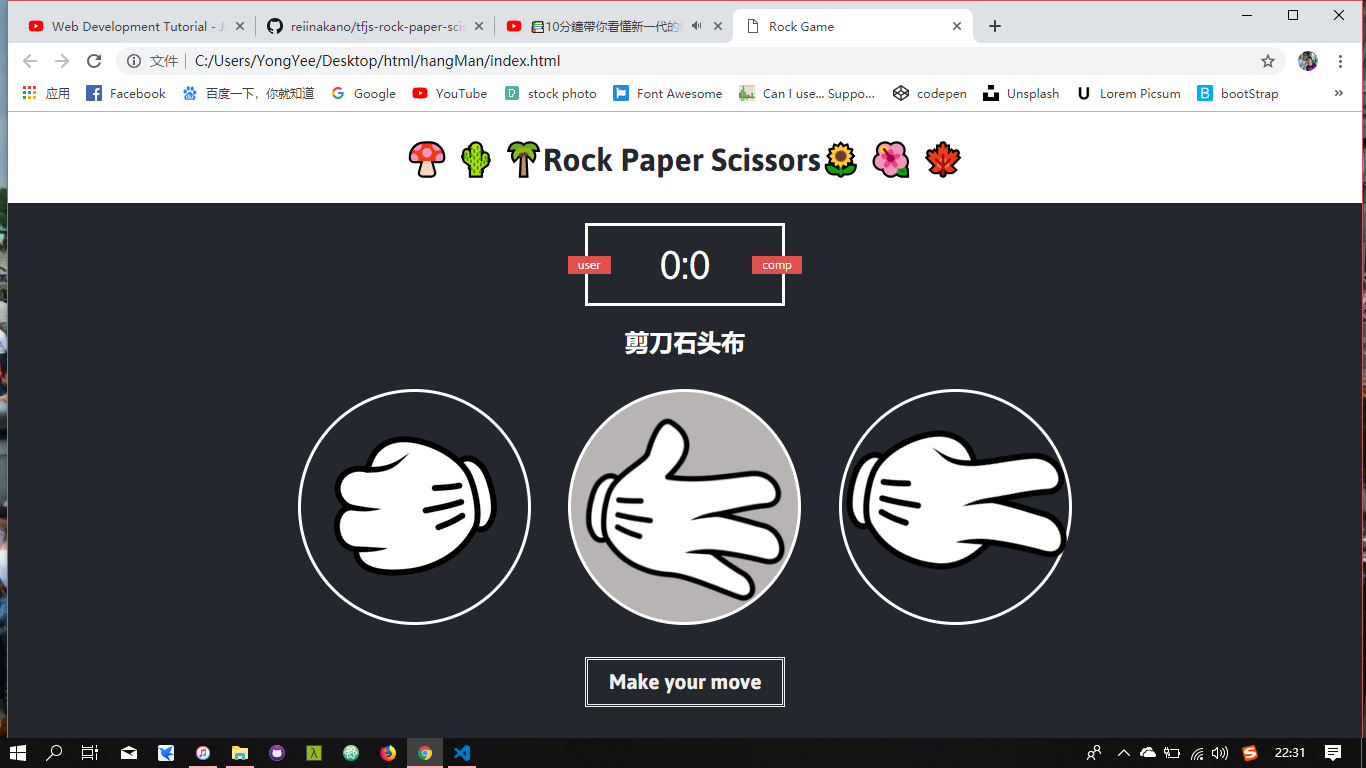 Web Development Tutorial - J
reiinakano/tfjs-rock-paper-scis
10分鐘帶你看懂新一代的
Rock Game
文件 | C:/Users/YongYee/Desktop/html/hangMan/index.html
应用 Facebook 百度一下，你就知道 Google YouTube stock photo Font Awesome Can I use... Suppo... codepen Unsplash Lorem Picsum bootStrap »
Rock Paper Scissors
user 0:0 comp
剪刀石头布
Make your move
22:31